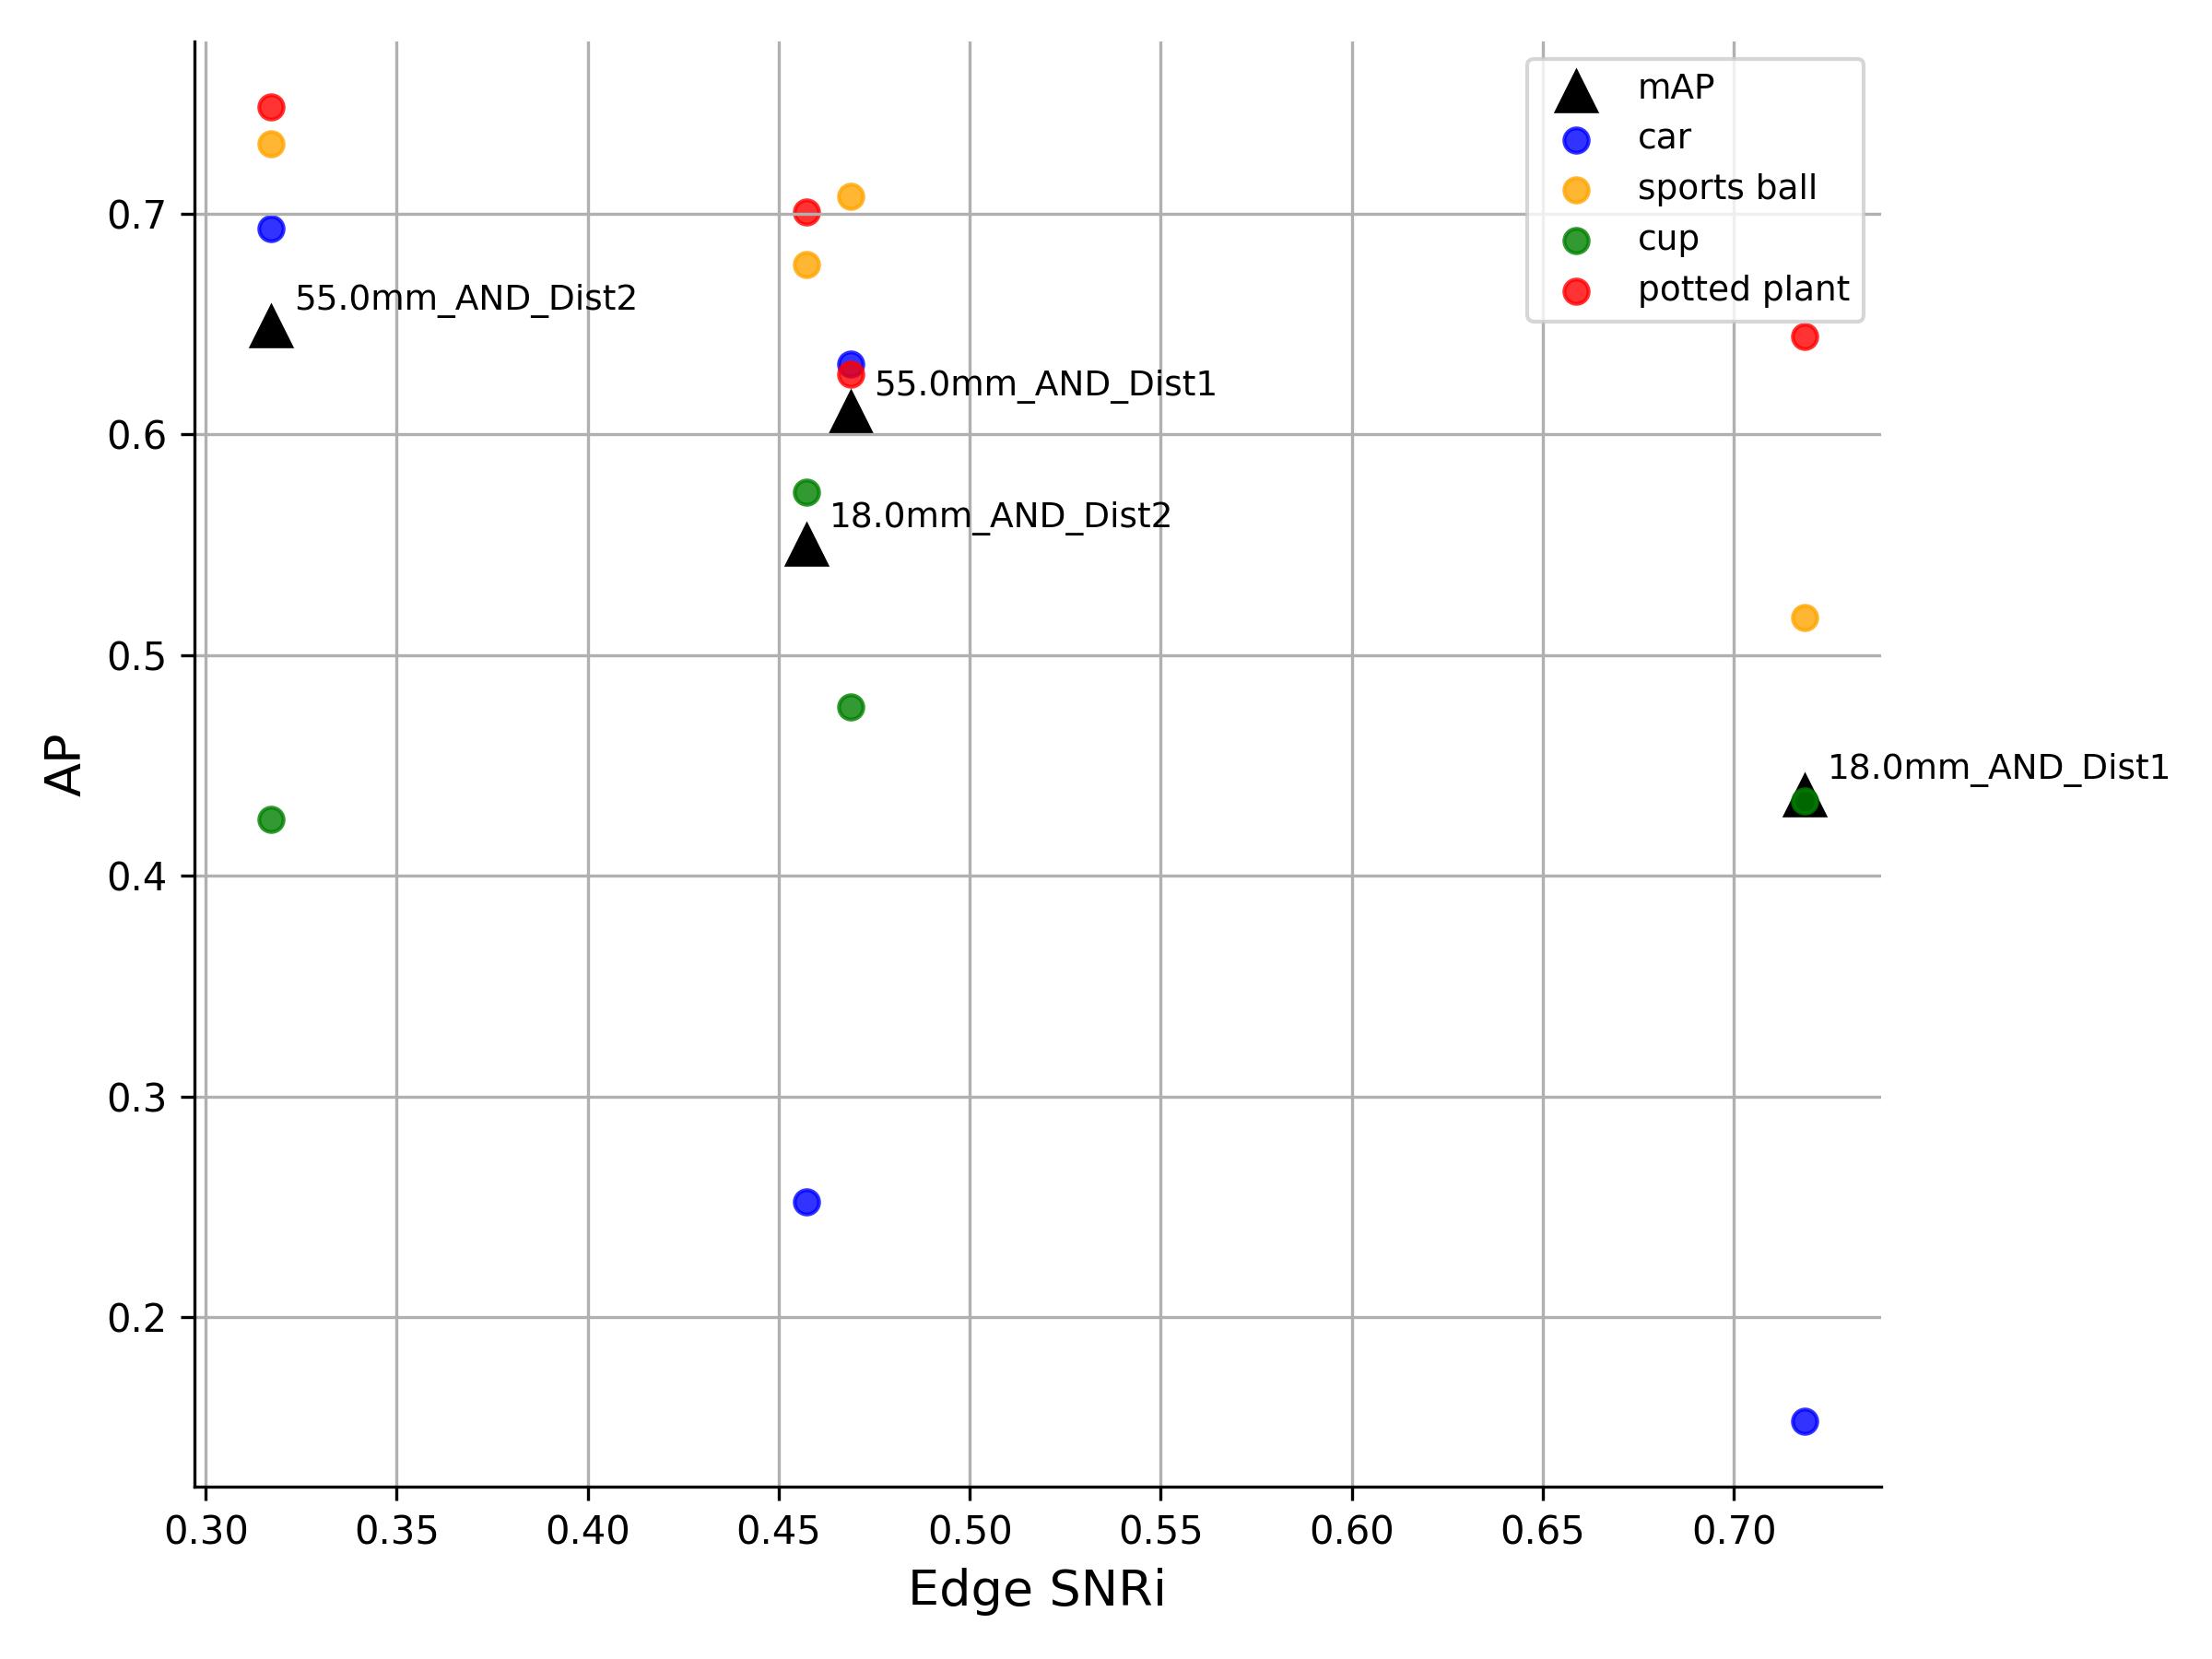 mAP
car
sports ball
cup
potted plant
55.0mm_AND_Dist2
55.0mm_AND_Dist1
18.0mm_AND_Dist2
18.0mm_AND_Dist1
0.7
0.6
0.5
0.4
0.3
0.2
AP
0.30 0.35 0.40 0.45 0.50 0.55 0.60 0.65 0.70
Edge SNRi